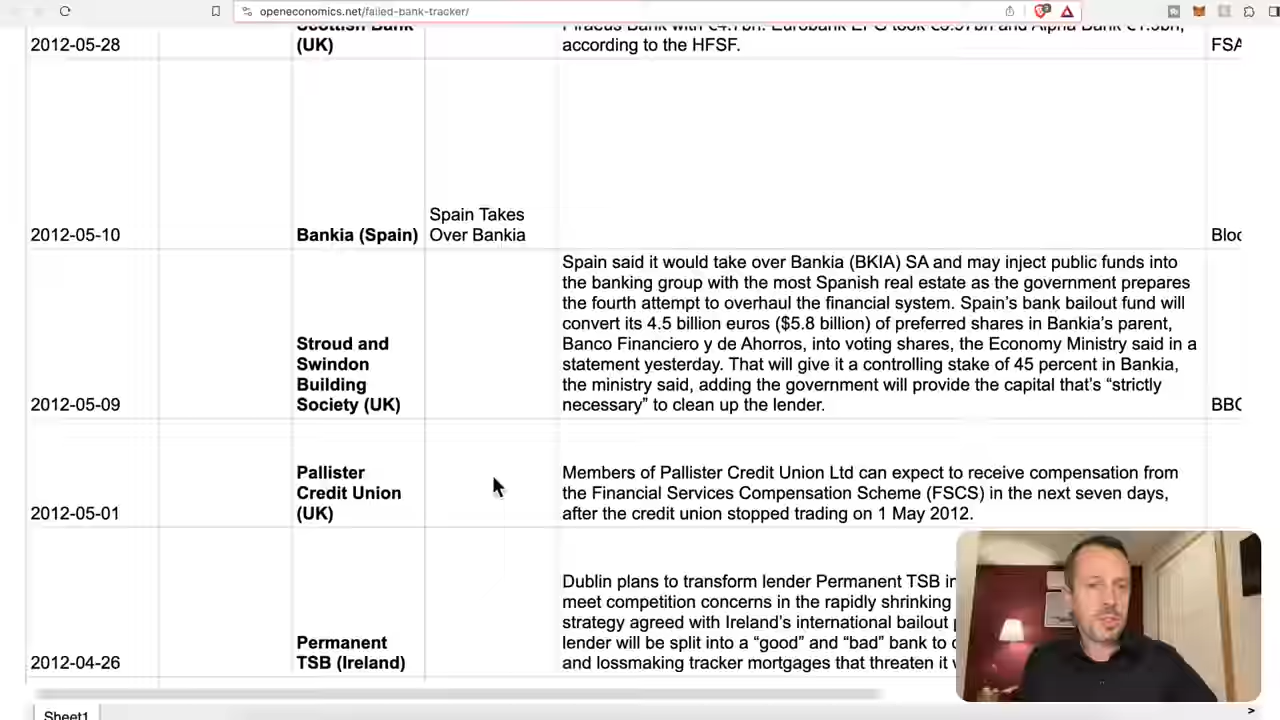 openeconomics.net/failed-bank-tracker/
Scottish Bank
Piraeus Bank with €4.7bn. Eurobank EFG took
2012-05-28
(UK)
according to the HFSF.
FSA
Spain Takes
2012-05-10
Bankia (Spain)
Over Bankia
Bloo
Spain said it would take over Bankia (BKIA) SA and may inject public funds into
the banking group with the most Spanish real estate as the government prepares
the fourth attempt to overhaul the financial system. Spain’s bank bailout fund will
convert its 4.5 billion euros ($5.8 billion) of preferred shares in Bankia’s parent,
Stroud and
Banco Financiero y de Ahorros, into voting shares, the Economy Ministry said in a
Swindon
statement yesterday. That will give it a controlling stake of 45 percent in Bankia,
Building
the ministry said, adding the government will provide the capital that’s “strictly
2012-05-09
Society (UK)
necessary” to clean up the lender.
BBC
Pallister
Members of Pallister Credit Union Ltd can expect to receive compensation from
Credit Union
the Financial Services Compensation Scheme (FSCS) in the next seven days,
2012-05-01
(UK)
after the credit union stopped trading on 1 May 2012.
Dublin plans to transform lender Permanent TSB
meet competition concerns in the rapidly shrinking
strategy agreed with Ireland’s international bailout
Permanent
lender will be split into a “good” and “bad” bank to
2012-04-26
TSB (Ireland)
and lossmaking tracker mortgages that threaten it
Sheet1
>